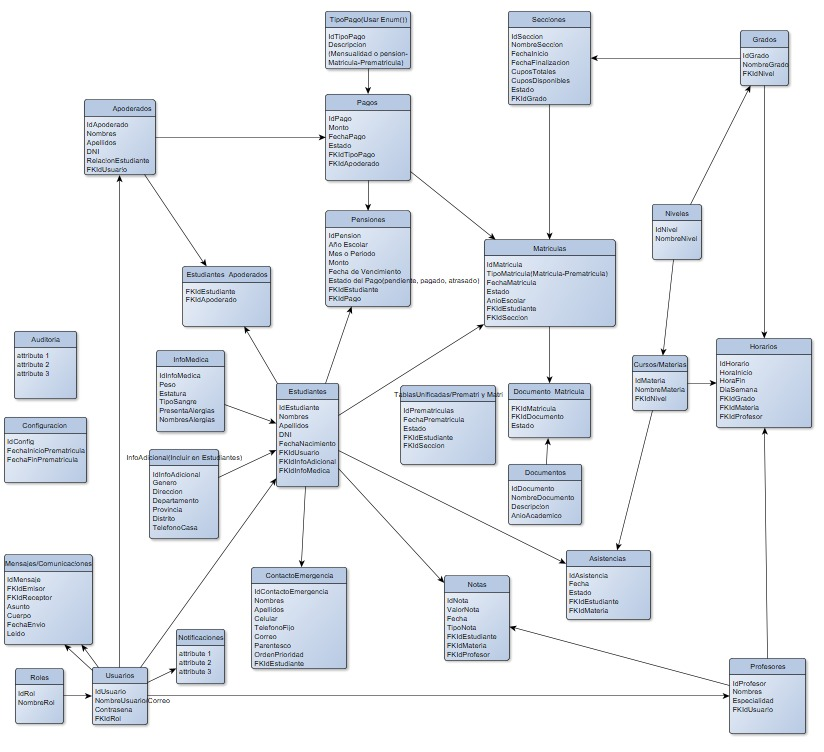 TipoPago(Usar Enum())
IdTipoPago
Descripcion
(Mensualidad o pension-
Matricula-Prematricula)
Secciones
IdSeccion
NombreSeccion
FechaInicio
FechaFinalizacion
CuposTotales
CuposDisponibles
Estado
FKIdGrado
Grados
IdGrado
NombreGrado
FKIdNivel
Apoderados
IdApoderado
Nombres
Apellidos
DNI
RelacionEstudiante
FKIdUsuario
Pagos
IdPago
Monto
FechaPago
Estado
FKIdTipoPago
FKIdApoderado
Niveles
IdNivel
NombreNivel
Pensiones
IdPension
Año Escolar
Mes o Periodo
Monto
Fecha de Vencimiento
Estado del Pago(pendiente, pagado, atrasado)
FKIdEstudiante
FKIdPago
Matriculas
IdMatricula
TipoMatricula(Matricula-Prematricula)
FechaMatricula
Estado
AnioEscolar
FKIdEstudiante
FKIdSeccion
Estudiantes_Apoderados
FKIdEstudiante
FKIdApoderado
Auditoria
attribute 1
attribute 2
attribute 3
InfoMedica
IdInfoMedica
Peso
Estatura
TipoSangre
PresentaAlergias
NombresAlergias
Estudiantes
IdEstudiante
Nombres
Apellidos
DNI
FechaNacimiento
FKIdUsuario
FKIdInfoAdicional
FKIdInfoMedica
TablasUnificadas/Prematri y Matri
IdPrematriculas
FechaPrematricula
Estado
FKIdEstudiante
FKIdSeccion
Documento_Matricula
FKIdMatricula
FKIdDocumento
Estado
Cursos/Materias
IdMateria
NombreMateria
FKIdNivel
Horarios
IdHorario
HoraInicio
HoraFin
DiaSemana
FKIdGrado
FKIdMateria
FKIdProfesor
Configuracion
IdConfig
FechaInicioPrematricula
FechaFinPrematricula
InfoAdicional(Incluir en Estudiantes)
IdInfoAdicional
Genero
Direccion
Departamento
Provincia
Distrito
TelefonoCasa
Documentos
IdDocumento
NombreDocumento
Descripcion
AnioAcademico
Mensajes/Comunicaciones
IdMensaje
FKIdEmisor
FKIdReceptor
Asunto
Cuerpo
FechaEnvio
Leido
ContactoEmergencia
IdContactoEmergencia
Nombres
Apellidos
Celular
TelefonoFijo
Correo
Parentesco
OrdenPrioridad
FKIdEstudiante
Notas
IdNota
ValorNota
Fecha
TipoNota
FKIdEstudiante
FKIdMateria
FKIdProfesor
Asistencias
IdAsistencia
Fecha
Estado
FKIdEstudiante
FKIdMateria
Notificaciones
attribute 1
attribute 2
attribute 3
Roles
IdRol
NombreRol
Usuarios
IdUsuario
NombreUsuario/Correo
Contrasena
FKIdRol
Profesores
IdProfesor
Nombres
Especialidad
FKIdUsuario